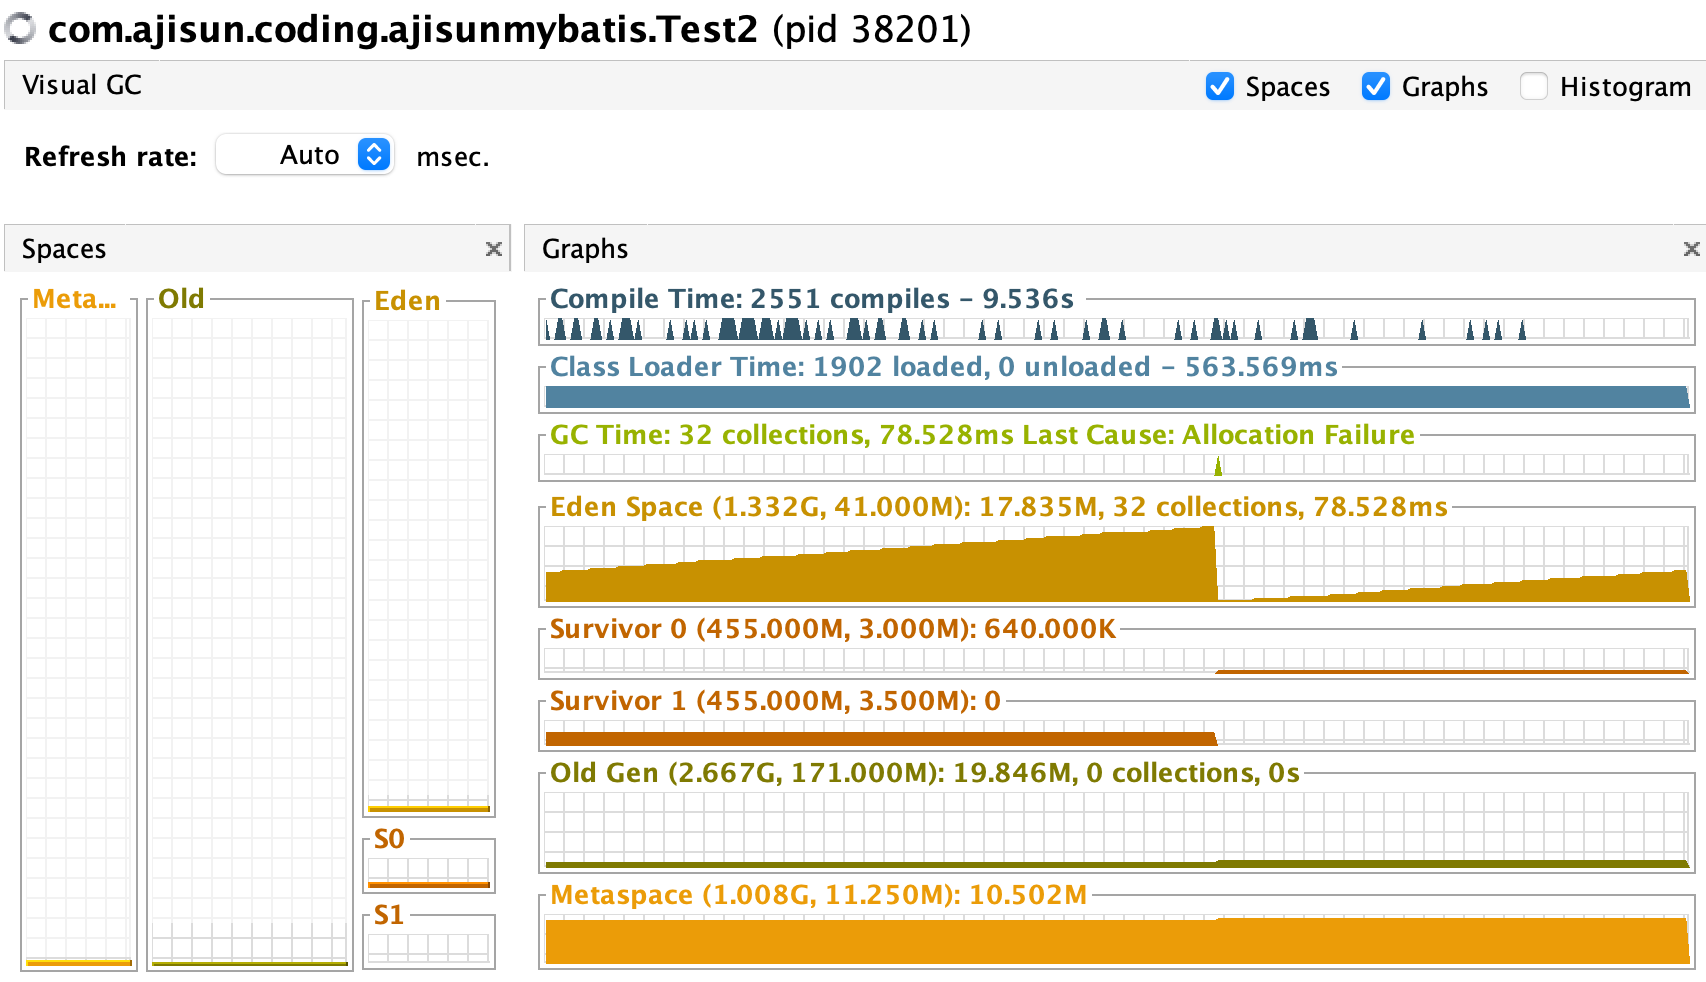 com.ajisun.coding.ajisunmybatis.Test2 (pid 38201)
Visual GC
Spaces
Graphs
Histogram
Refresh rate: Auto msec.
Spaces
Meta...
Old
Eden
S0
S1
Graphs
Compile Time: 2551 compiles - 9.536s
Class Loader Time: 1902 loaded, 0 unloaded - 563.569ms
GC Time: 32 collections, 78.528ms Last Cause: Allocation Failure
Eden Space (1.332G, 41.000M): 17.835M, 32 collections, 78.528ms
Survivor 0 (455.000M, 3.000M): 640.000K
Survivor 1 (455.000M, 3.500M): 0
Old Gen (2.667G, 171.000M): 19.846M, 0 collections, 0s
Metaspace (1.008G, 11.250M): 10.502M